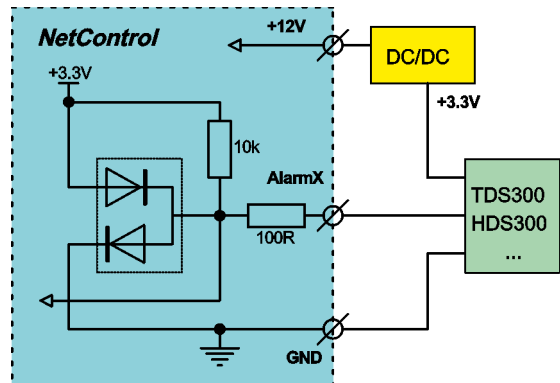 NetControl
+12V
DC/DC
+3.3V
+3.3V
10k
AlarmX
TDS300
HDS300
...
100R
GND